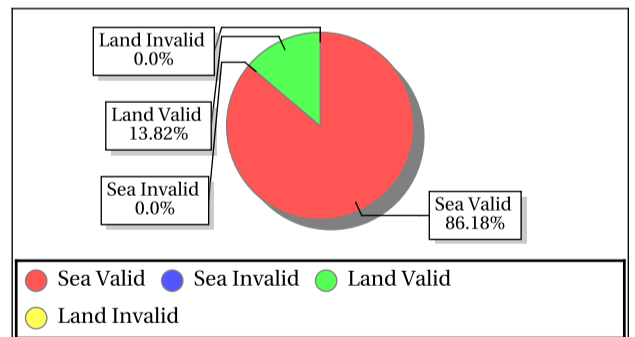 Land Invalid
0.0%
Land Valid
13.82%
Sea Invalid
0.0%
Sea Valid
86.18%
Sea Valid Sea Invalid Land Valid
Land Invalid